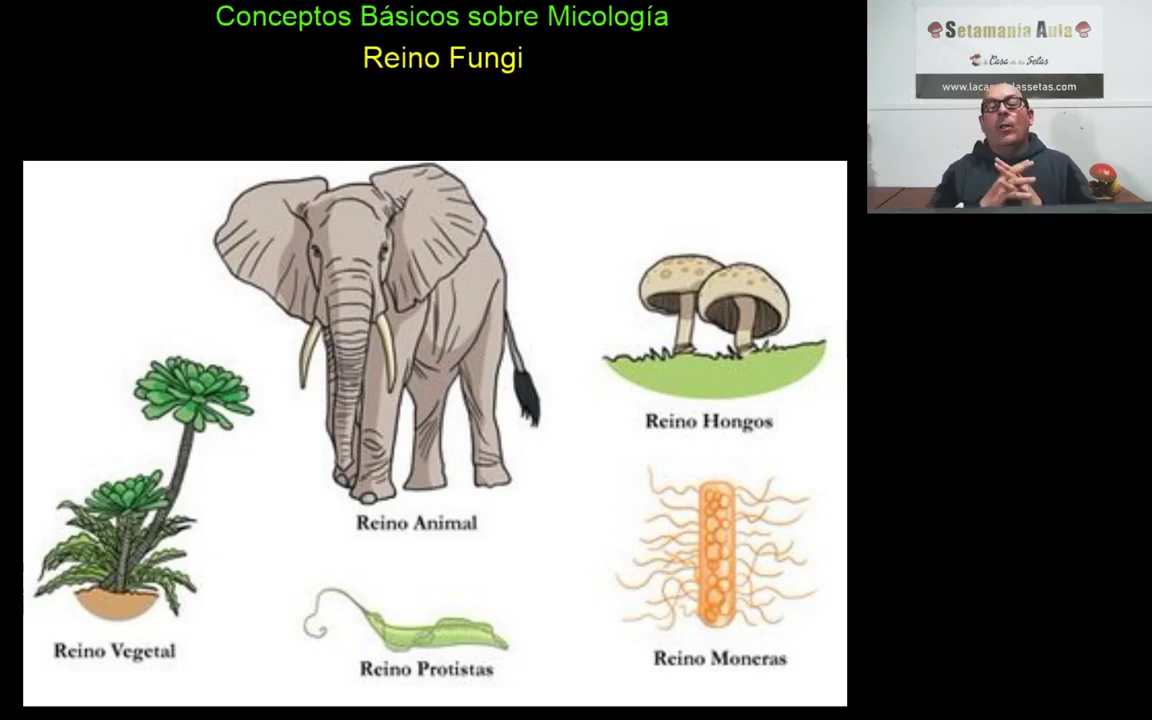 Conceptos Básicos sobre Micología
Reino Fungi
Setamanía Aula
la Casa de las Setas
Reino Hongos
Reino Animal
Reino Vegetal
Reino Protistas
Reino Moneras